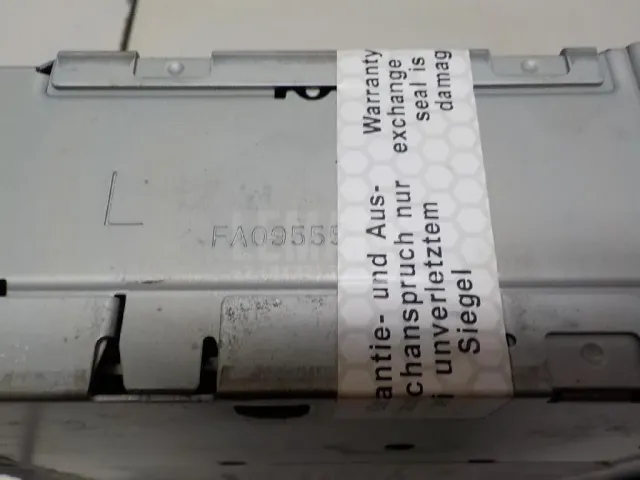 Warranty
exchange
seal is
damag
antie- und Aus-
chanspruch nur
i unverletztem
Siegel
L
FA09555